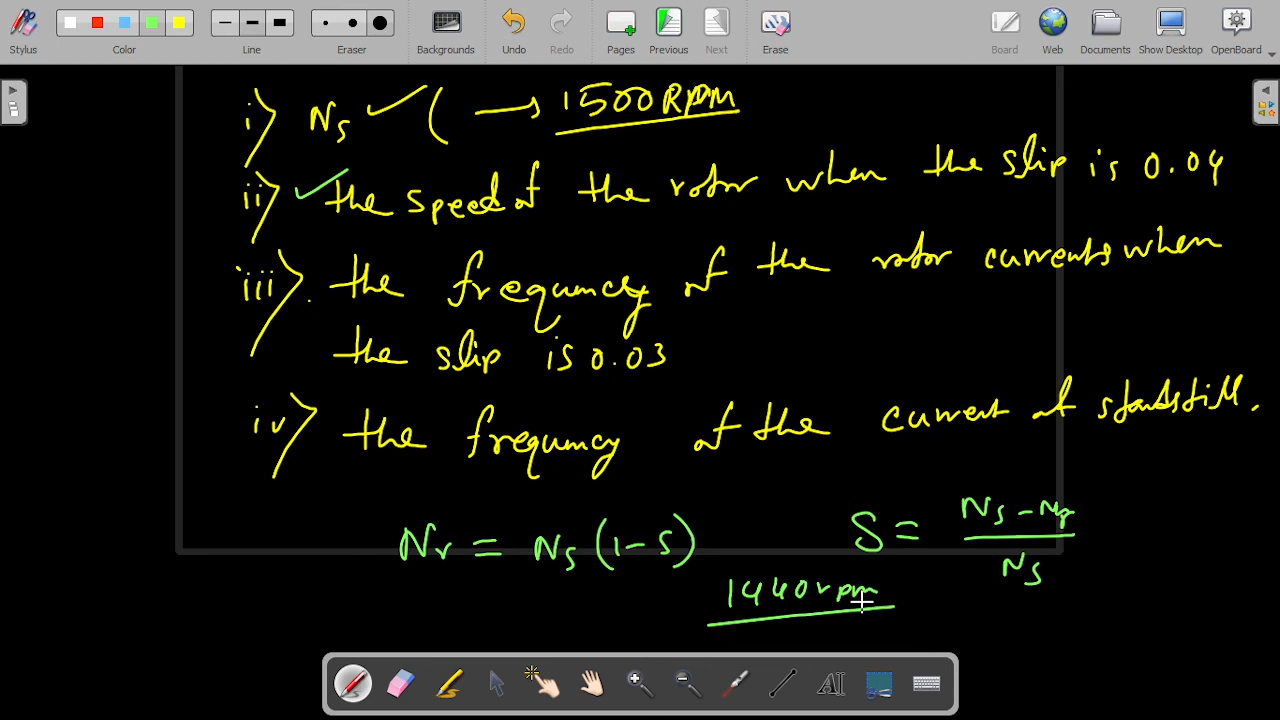 Stylus Color Line Eraser Backgrounds Undo Redo Pages Previous Next Erase Board Web Documents Show Desktop OpenBoard
i) Ns ✓ ( → 1500RPM
ii) ✓ the speed of the rotor when the slip is 0.04
iii) . the frequency of the rotor currents when
the slip is 0.03
iv) the frequency of the current at standstill.
Nr = Ns (1-s) S = Ns - Nr / Ns
1440rpm
AI